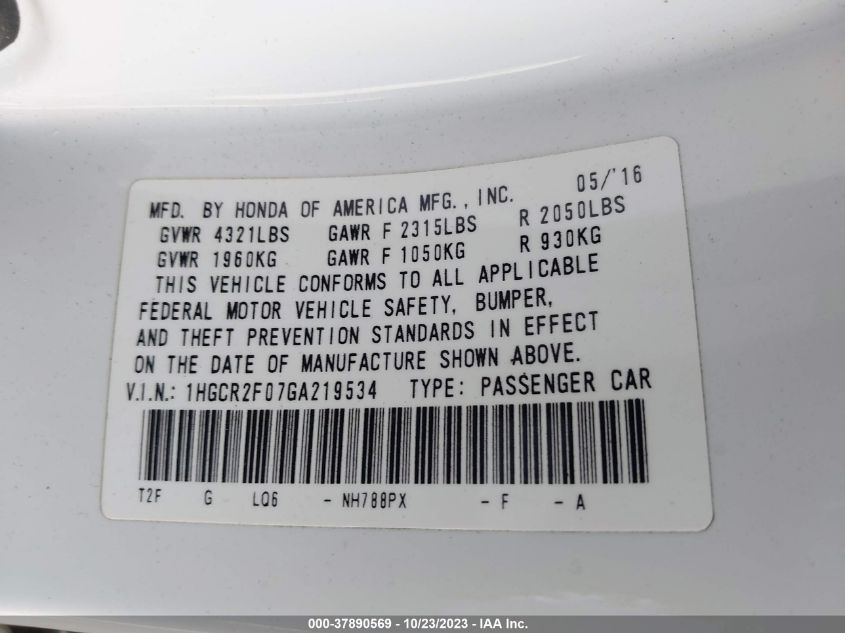 MFD. BY HONDA OF AMERICA MFG., INC. 05/'16
GVWR 4321LBS GAWR F 2315LBS R 2050LBS
GVWR 1960KG GAWR F 1050KG R 930KG
THIS VEHICLE CONFORMS TO ALL APPLICABLE
FEDERAL MOTOR VEHICLE SAFETY, BUMPER,
AND THEFT PREVENTION STANDARDS IN EFFECT
ON THE DATE OF MANUFACTURE SHOWN ABOVE.
V.I.N.: 1HGCR2F07GA219534 TYPE: PASSENGER CAR
T2F G LQ6 - NH788PX - F - A
000-37890569 - 10/23/2023 - IAA Inc.